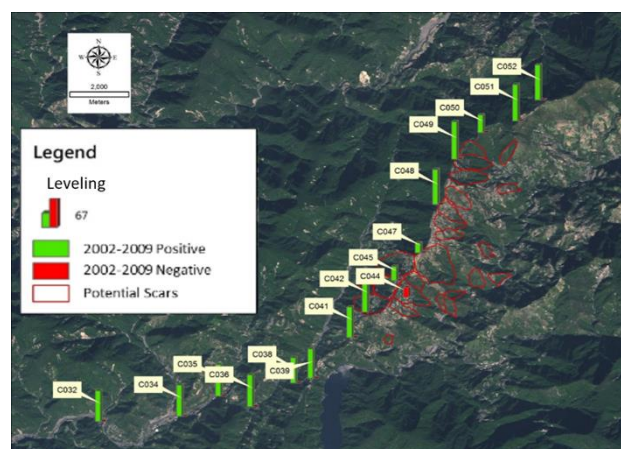 N
W E
S
2,000
Meters
Legend
Leveling
67
2002-2009 Positive
2002-2009 Negative
Potential Scars
C052
C051
C050
C049
C048
C047
C045
C044
C042
C041
C038
C039
C035
C036
C034
C032